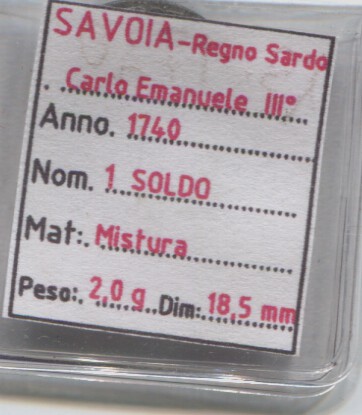 SAVOIA-Regno Sardo
. Carlo Emanuele III°
Anno. 1740
Nom. 1 SOLDO
Mat:. Mistura
Peso:. 2,0 g..Dim:.18,5 mm